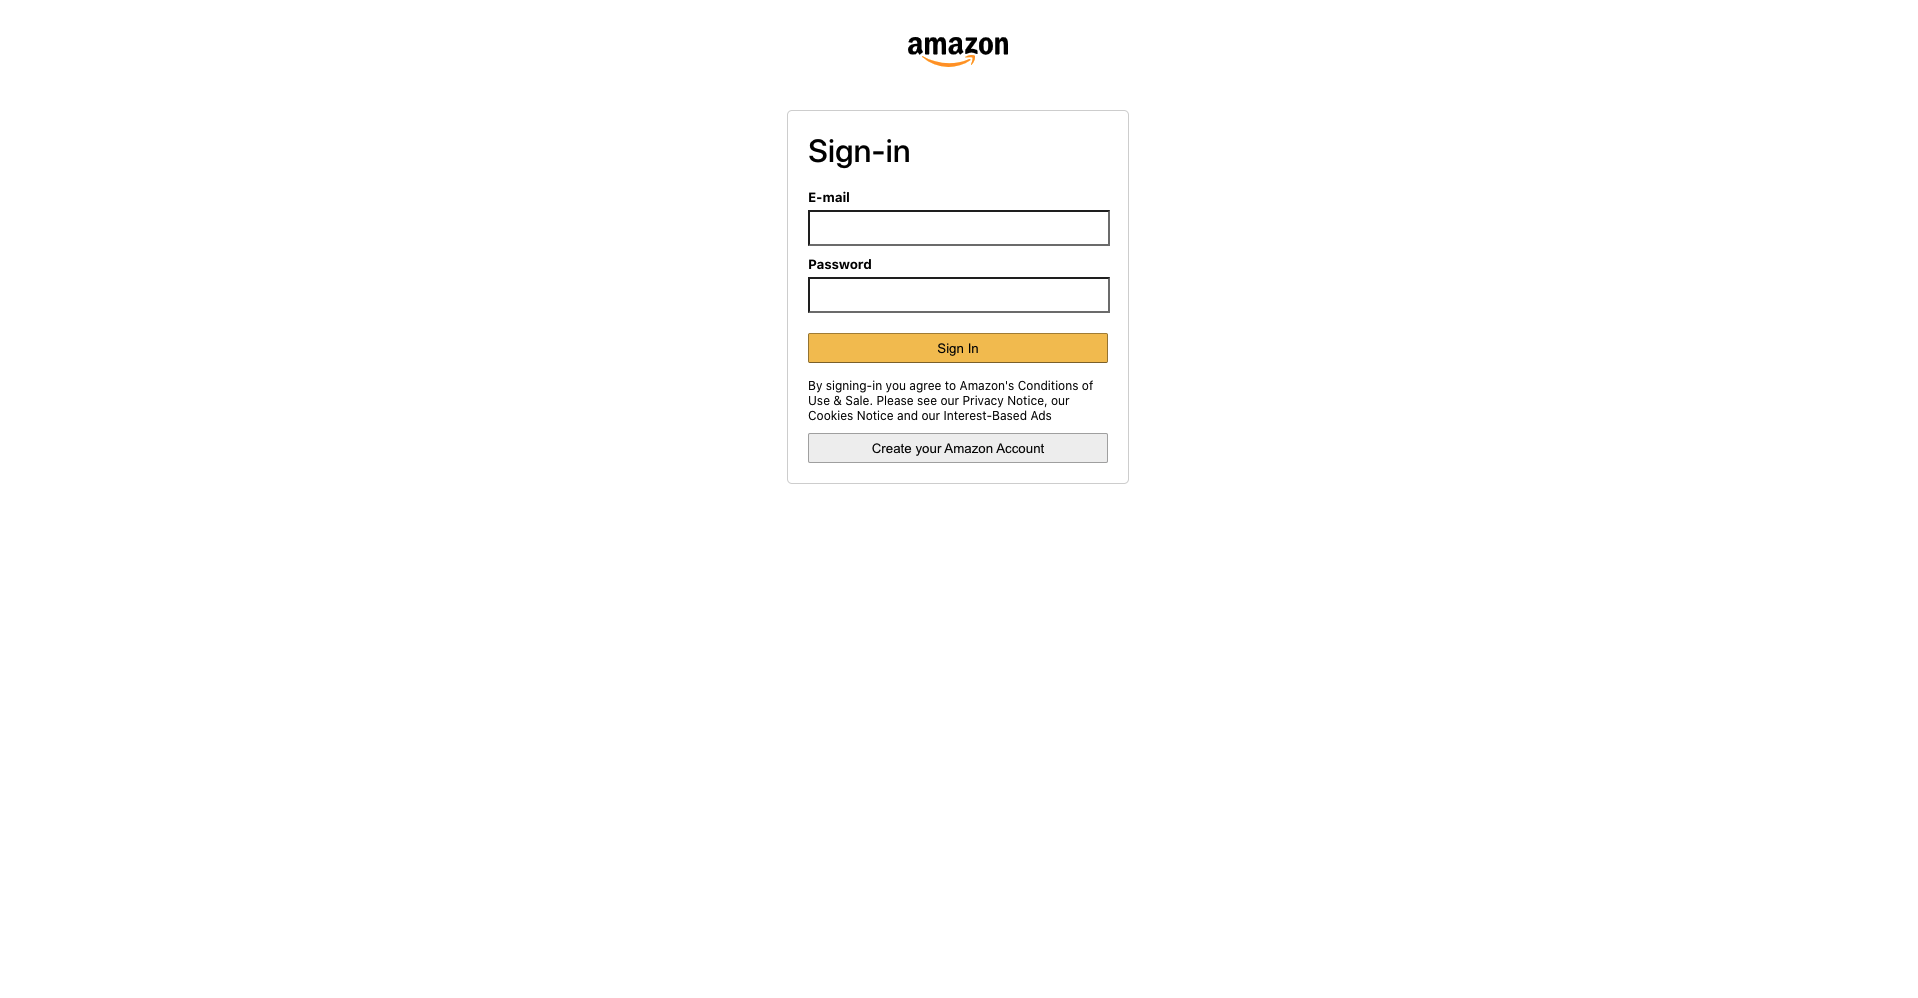 amazon
Sign-in
E-mail
Password
Sign In
By signing-in you agree to Amazon's Conditions of
Use & Sale. Please see our Privacy Notice, our
Cookies Notice and our Interest-Based Ads
Create your Amazon Account